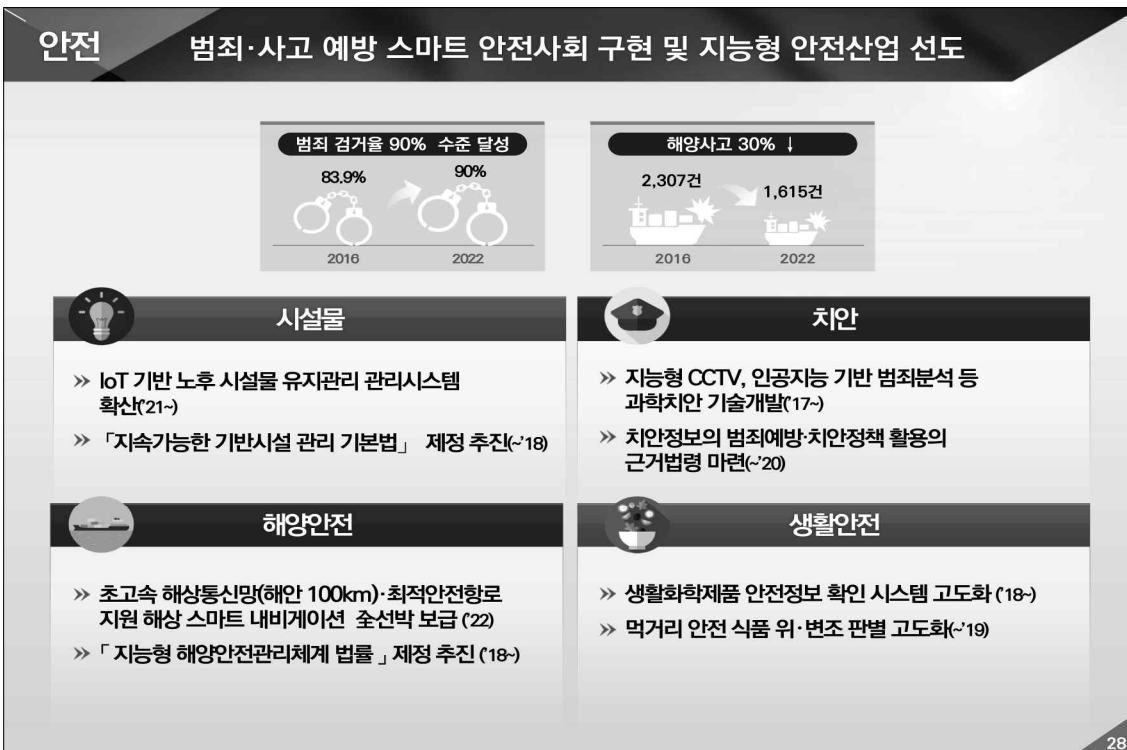 안전 범죄·사고 예방 스마트 안전사회 구현 및 지능형 안전산업 선도
범죄 검거율 90% 수준 달성
83.9%
90%
2016
2022
해양사고 30% ↓
2,307건
1,615건
2016
2022
시설물
» IoT 기반 노후 시설물 유지관리 관리시스템
확산('21~)
» 「지속가능한 기반시설 관리 기본법」 제정 추진(~'18)
치안
» 지능형 CCTV, 인공지능 기반 범죄분석 등
과학치안 기술개발('17~)
» 치안정보의 범죄예방·치안정책 활용의
근거법령 마련(~'20)
해양안전
» 초고속 해상통신망(해안 100km)·최적안전항로
지원 해상 스마트 내비게이션 全선박 보급 ('22)
» 「 지능형 해양안전관리체계 법률 」 제정 추진 ('18~)
생활안전
» 생활화학제품 안전정보 확인 시스템 고도화 ('18~)
» 먹거리 안전 식품 위·변조 판별 고도화(~'19)
28